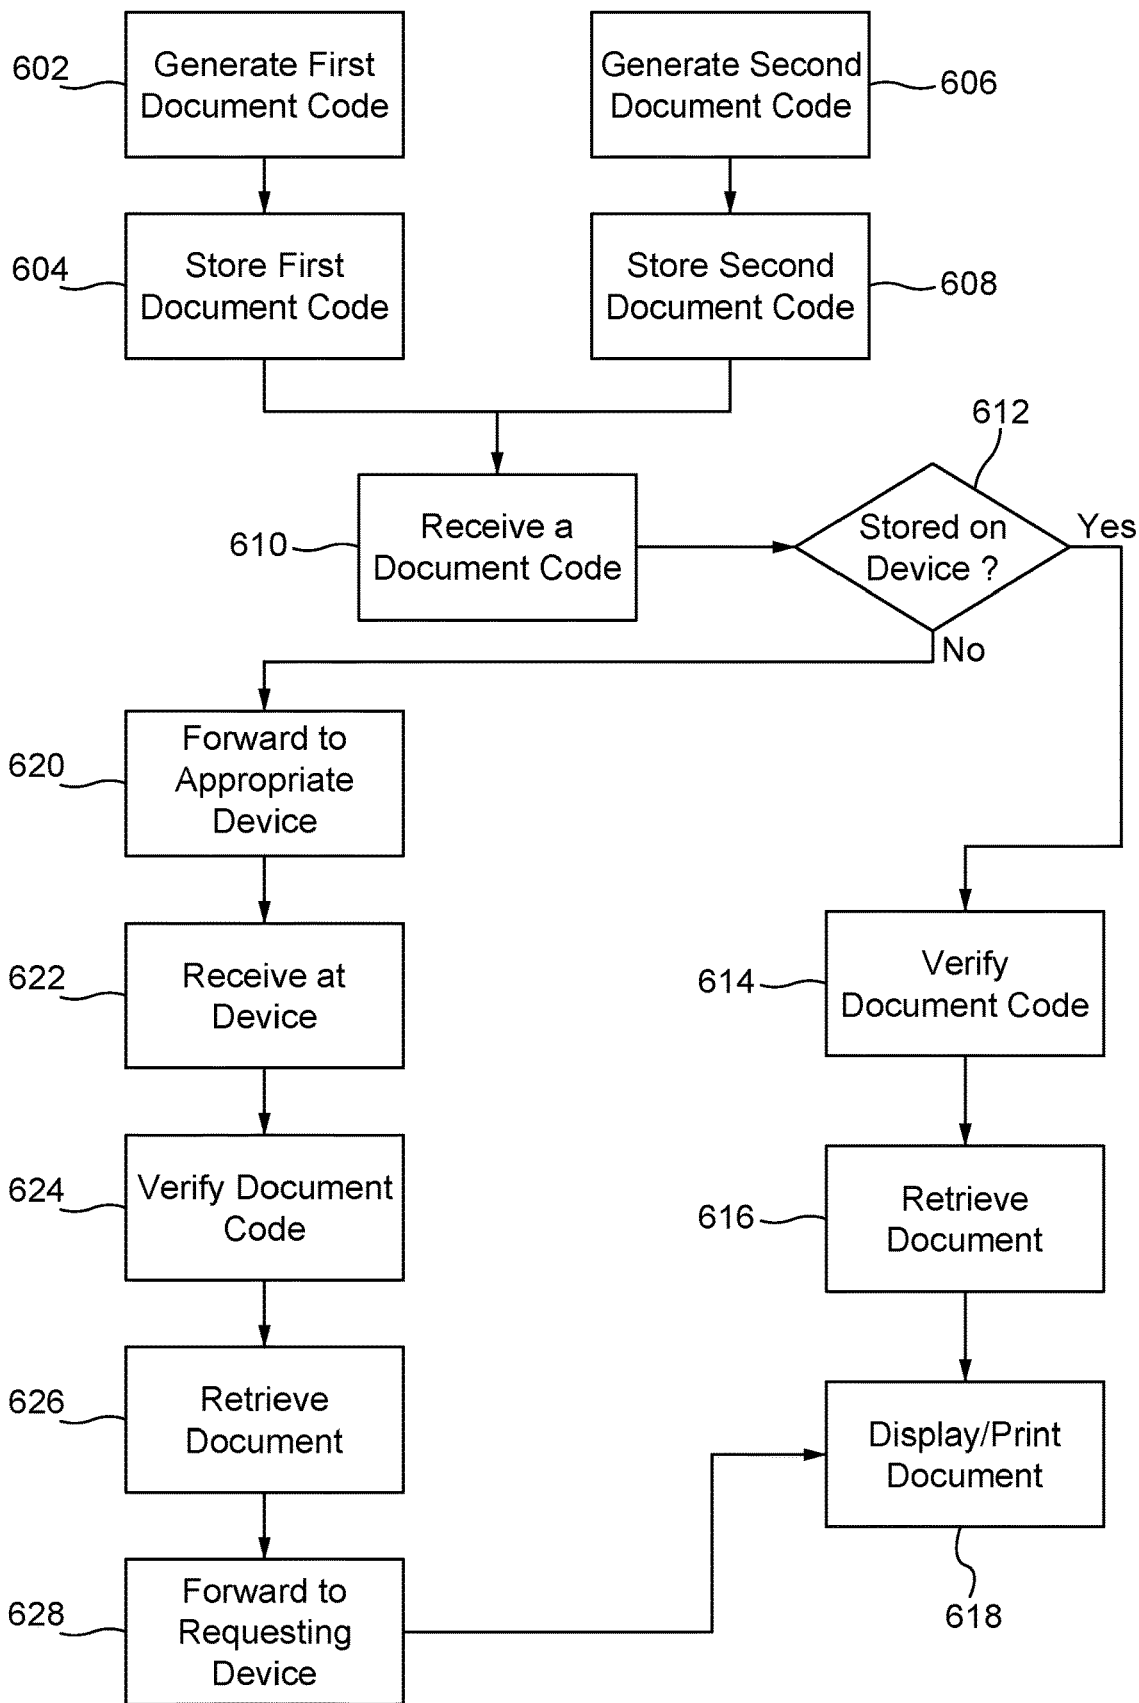 602
Generate First
Document Code
Generate Second
Document Code
606
604
Store First
Document Code
Store Second
Document Code
608
612
610
Receive a
Document Code
Stored on
Device ?
Yes
No
620
Forward to
Appropriate
Device
622
Receive at
Device
614
Verify
Document Code
624
Verify Document
Code
616
Retrieve
Document
626
Retrieve
Document
Display/Print
Document
628
Forward to
Requesting
Device
618